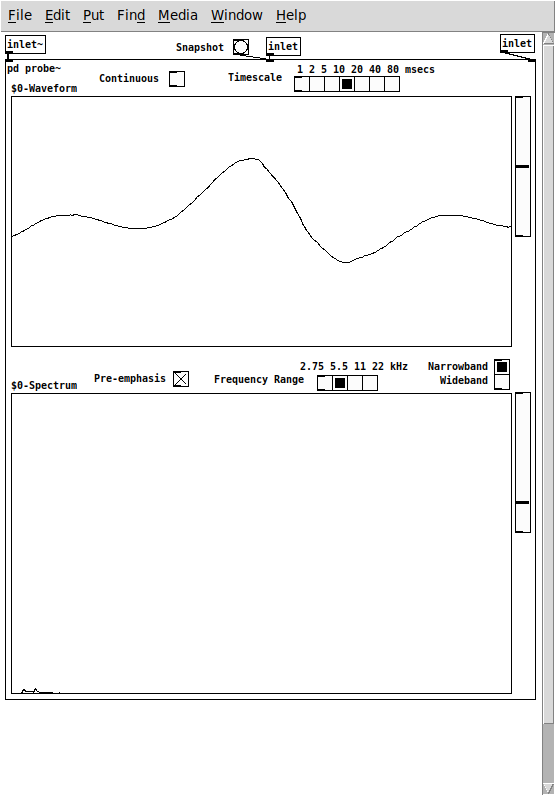 File Edit Put Find Media Window Help
inlet~ Snapshot inlet inlet
pd probe~
Continuous Timescale 1 2 5 10 20 40 80 msecs
$0-Waveform
2.75 5.5 11 22 kHz Narrowband
Pre-emphasis Frequency Range Wideband
$0-Spectrum